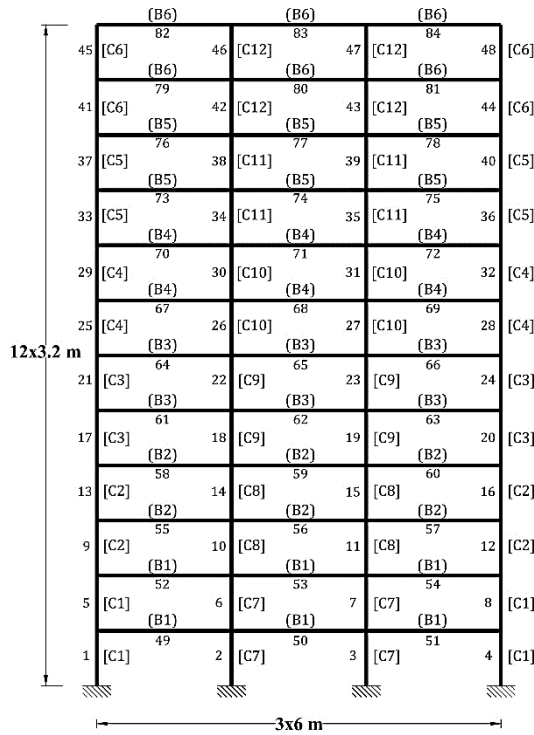 (B6) (B6) (B6)
82 83 84
45 [C6] 46 [C12] 47 [C12] 48 [C6]
(B6) (B6) (B6)
79 80 81
41 [C6] 42 [C12] 43 [C12] 44 [C6]
(B5) (B5) (B5)
76 77 78
37 [C5] 38 [C11] 39 [C11] 40 [C5]
(B5) (B5) (B5)
73 74 75
33 [C5] 34 [C11] 35 [C11] 36 [C5]
(B4) (B4) (B4)
70 71 72
29 [C4] 30 [C10] 31 [C10] 32 [C4]
(B4) (B4) (B4)
67 68 69
25 [C4] 26 [C10] 27 [C10] 28 [C4]
(B3) (B3) (B3)
12x3.2 m
64 65 66
21 [C3] 22 [C9] 23 [C9] 24 [C3]
(B3) (B3) (B3)
61 62 63
17 [C3] 18 [C9] 19 [C9] 20 [C3]
(B2) (B2) (B2)
58 59 60
13 [C2] 14 [C8] 15 [C8] 16 [C2]
(B2) (B2) (B2)
55 56 57
9 [C2] 10 [C8] 11 [C8] 12 [C2]
(B1) (B1) (B1)
52 53 54
5 [C1] 6 [C7] 7 [C7] 8 [C1]
(B1) (B1) (B1)
49 50 51
1 [C1] 2 [C7] 3 [C7] 4 [C1]
3x6 m